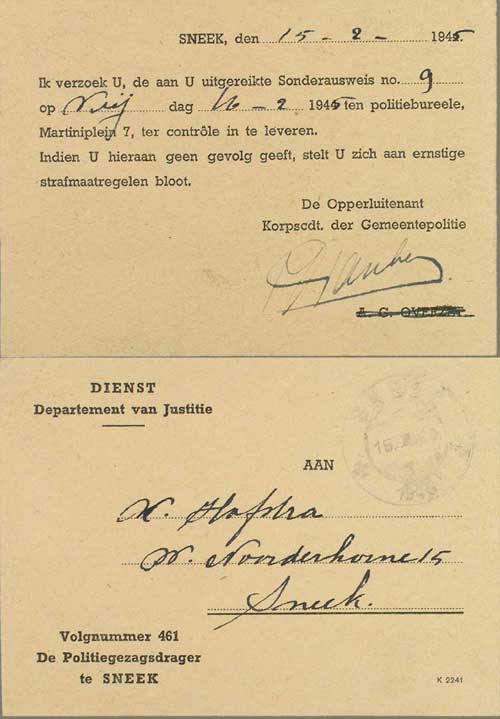 SNEEK, den 15 - 2 - 1945
Ik verzoek U, de aan U uitgereikte Sonderausweis no. 9
op Vrij dag 16 - 2 1945 ten politiebureele,
Martiniplein 7, ter contrôle in te leveren.
Indien U hieraan geen gevolg geeft, stelt U zich aan ernstige
strafmaatregelen bloot.
De Opperluitenant
Korpscdt. der Gemeentepolitie
A. G.
DIENST
Departement van Justitie
SNEEK
AAN
W. Hofstra
W. Noorderhorne 15
Sneek.
Volgnummer 461
De Politiegezagsdrager
te SNEEK
K 2241